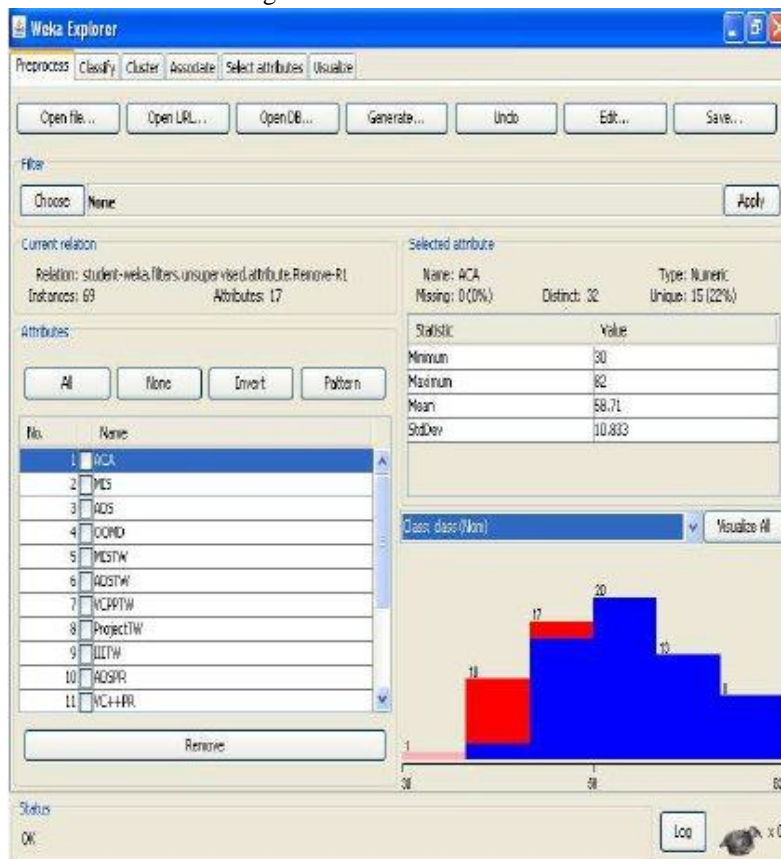 Weka Explorer
Preprocess Classify Cluster Associate Select attributes Visualize
Open file... Open URL... Open DB... Generate... Undo Edit... Save...
Filter
Choose None Apply
Current relation
Relation: student-weka.filters.unsupervised.attribute.Remove-R1
Instances: 69 Attributes: 17
Selected attribute
Name: ACA Type: Numeric
Missing: 0 (0%) Distinct: 32 Unique: 15 (22%)
Statistic Value
Minimum 30
Maximum 82
Mean 58.71
StdDev 10.833
Attributes
All None Invert Pattern
No. Name
1 ACA
2 MIS
3 ADS
4 OOMD
5 MISTW
6 ADSTW
7 VCPPTW
8 ProjectTW
9 IIITW
10 ADSPR
11 VC++PR
Remove
Class: class (Nom) Visualize All
20
17
13
1
30 56 82
Status
OK
Log x 0